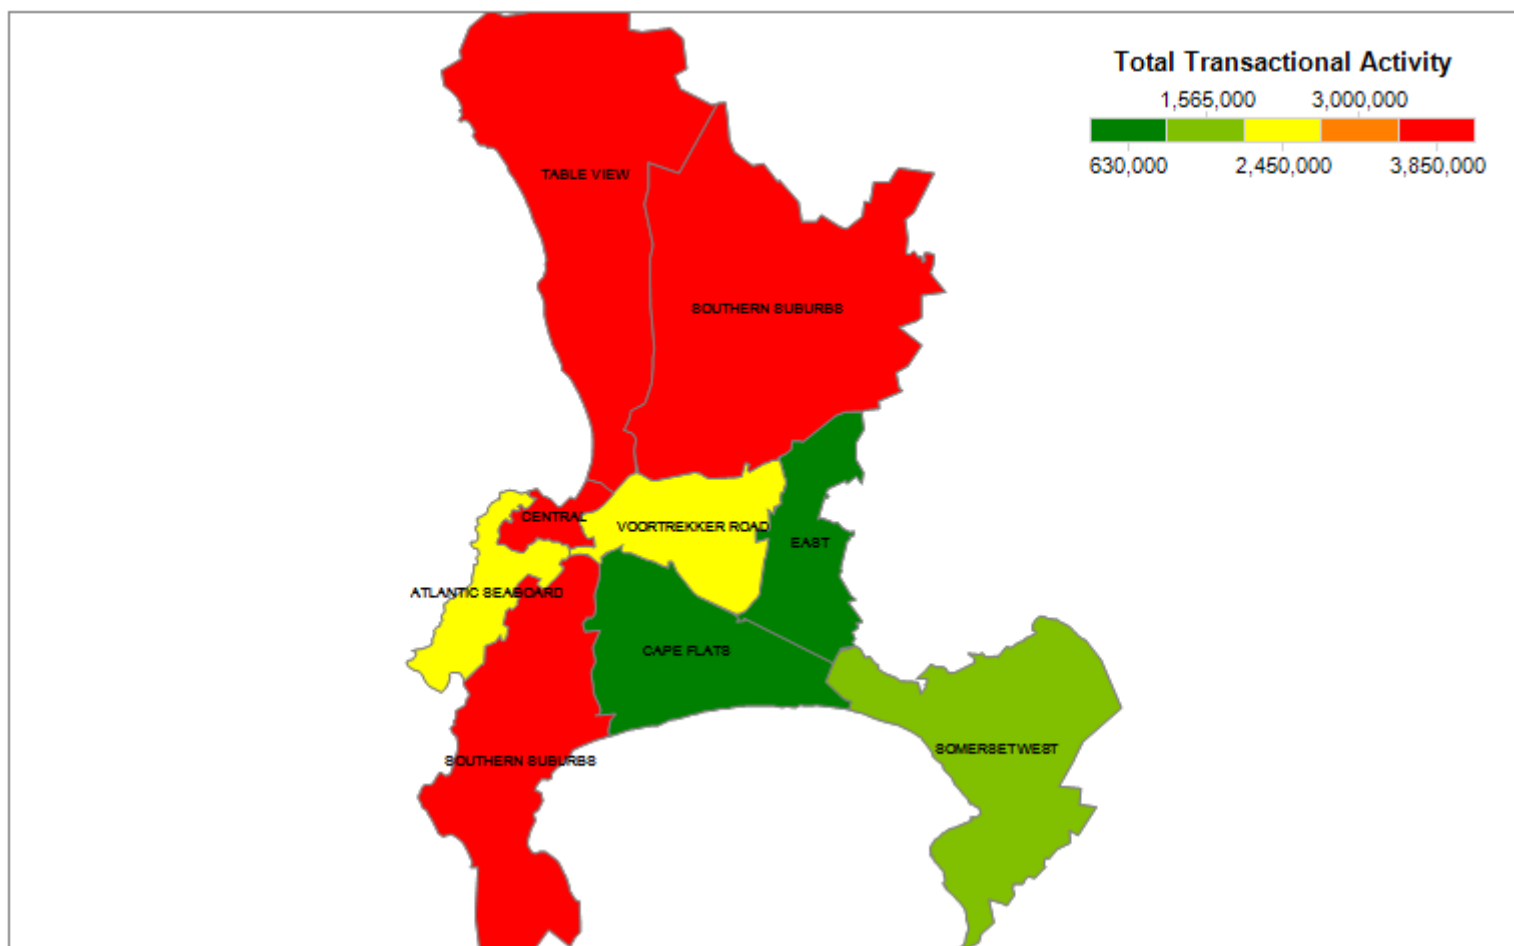 Total Transactional Activity
1,565,000 3,000,000
630,000 2,450,000 3,850,000
TABLE VIEW
SOUTHERN SUBURBS
CENTRAL
VOORTREKKER ROAD
EAST
ATLANTIC SEABOARD
CAPE FLATS
SOMERSETWEST
SOUTHERN SUBURBS